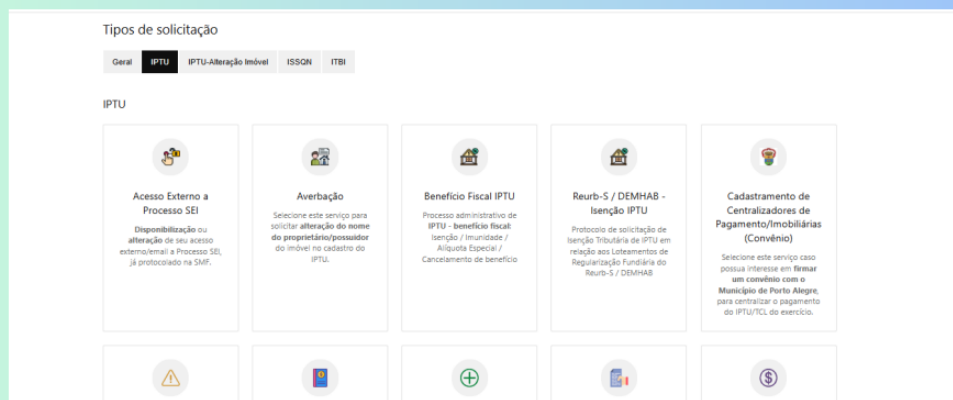 Tipos de solicitação
Geral
IPTU
IPTU-Alteração Imóvel
ISSQN
ITBI
IPTU
Acesso Externo a
Processo SEI
Disponibilização ou
alteração de seu acesso
externo/email a Processo SEI,
já protocolado na SMF.
Averbação
Selecione este serviço para
solicitar alteração do nome
do proprietário/possuidor
do imóvel no cadastro do
IPTU.
Benefício Fiscal IPTU
Processo administrativo de
IPTU - benefício fiscal:
Isenção / Imunidade /
Alíquota Especial /
Cancelamento de benefício
Reurb-S / DEMHAB -
Isenção IPTU
Protocolo de solicitação de
Isenção Tributária de IPTU em
relação aos Loteamentos de
Regularização Fundiária do
Reurb-S / DEMHAB
Cadastramento de
Centralizadores de
Pagamento/Imobiliárias
(Convênio)
Selecione este serviço caso
possua interesse em firmar
um convênio com o
Município de Porto Alegre,
para centralizar o pagamento
do IPTU/TCL do exercício.